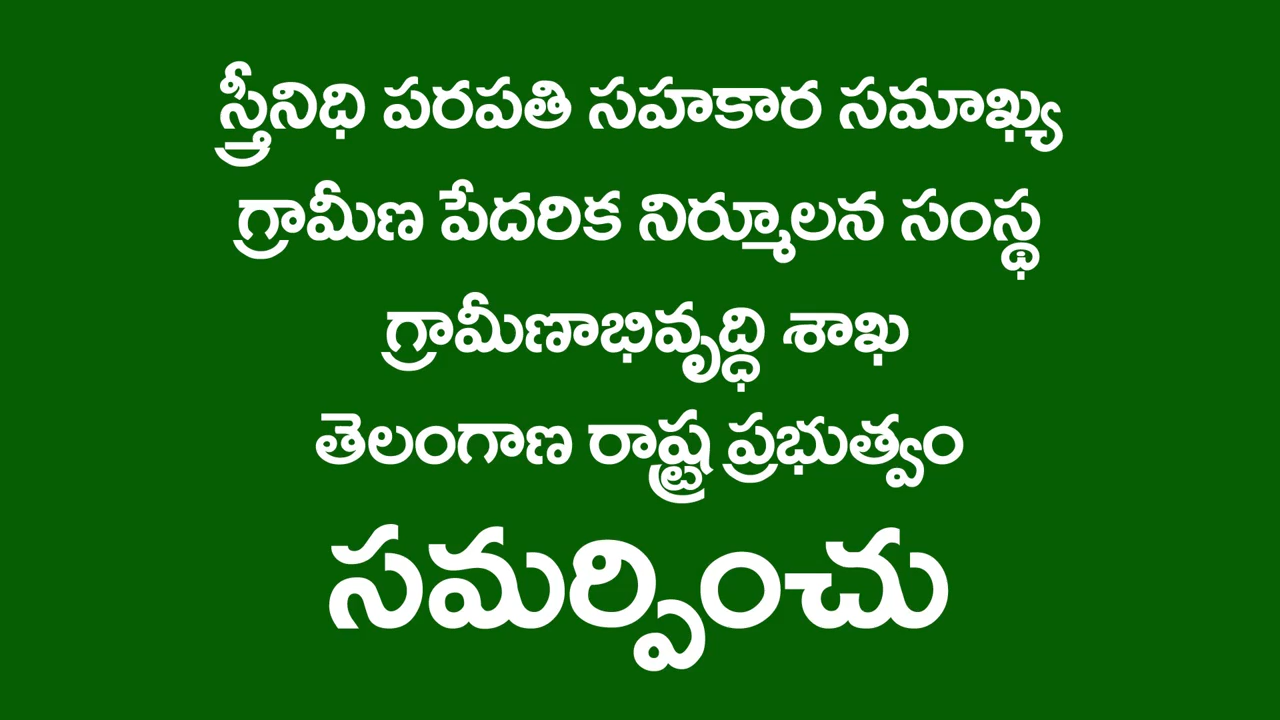 స్త్రీనిధి పరపతి సహకార సమాఖ్య
గ్రామీణ పేదరిక నిర్మూలన సంస్థ
గ్రామీణాభివృద్ధి శాఖ
తెలంగాణ రాష్ట్ర ప్రభుత్వం
సమర్పించు